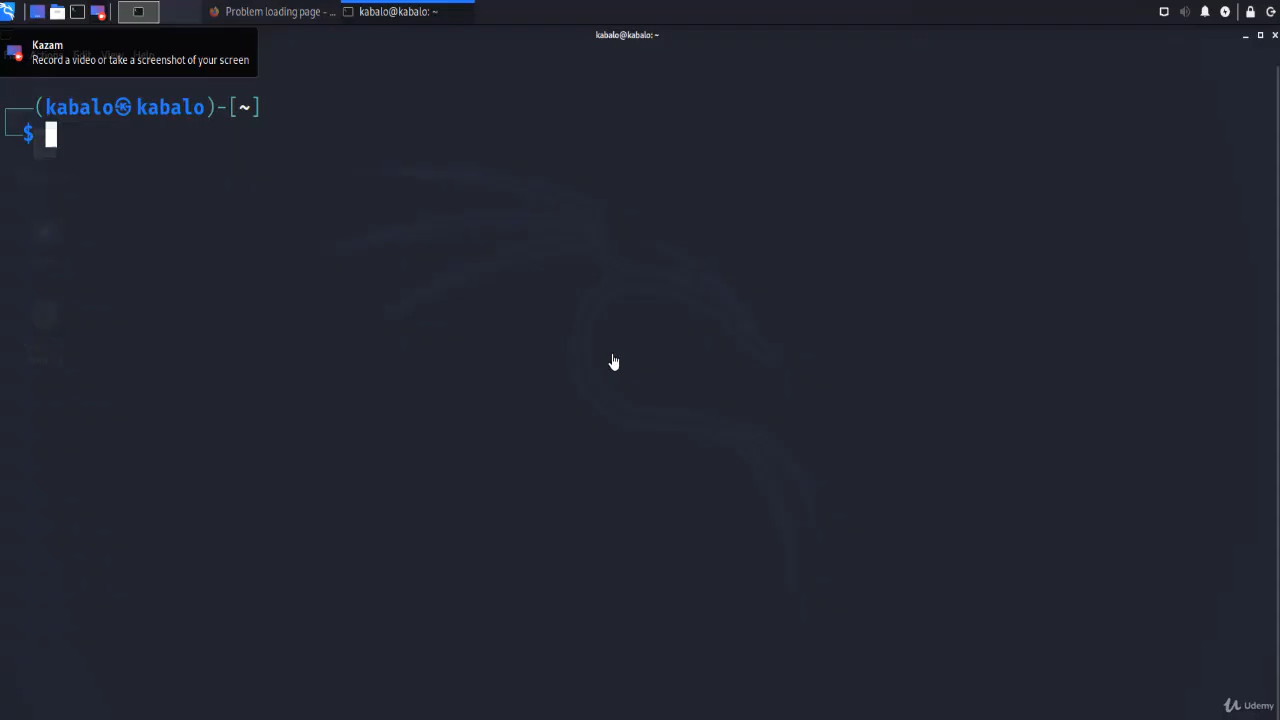 Problem loading page - ...
kabalo@kabalo: ~
kabalo@kabalo: ~
Kazam
Record a video or take a screenshot of your screen
(kabalo㉿kabalo)-[~]
$
Udemy